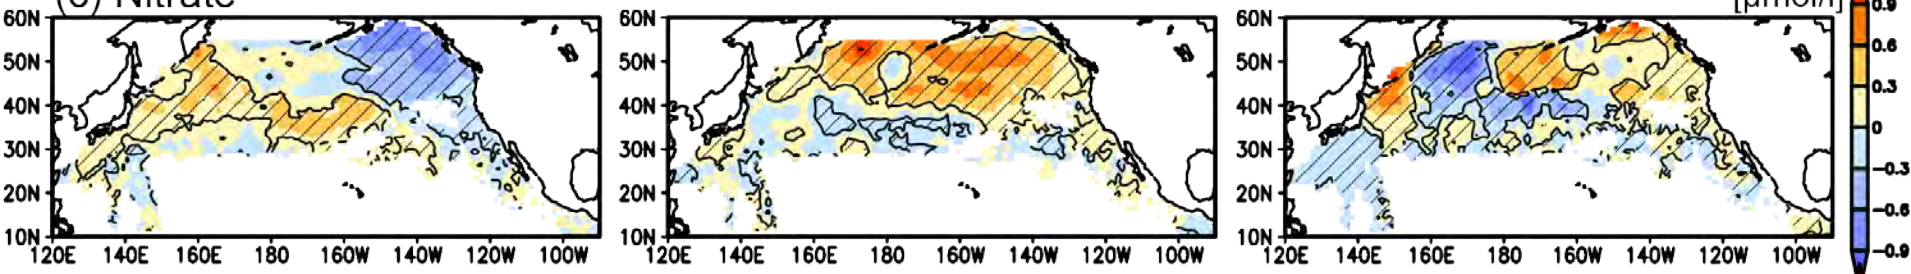 (c) Nitrate [μmol/l]
60N 60N 60N 0.9
50N 50N 50N 0.6
40N 40N 40N 0.3
30N 30N 30N 0
20N 20N 20N −0.3
10N 10N 10N −0.6
120E 140E 160E 180 160W 140W 120W 100W 120E 140E 160E 180 160W 140W 120W 100W 120E 140E 160E 180 160W 140W 120W 100W −0.9